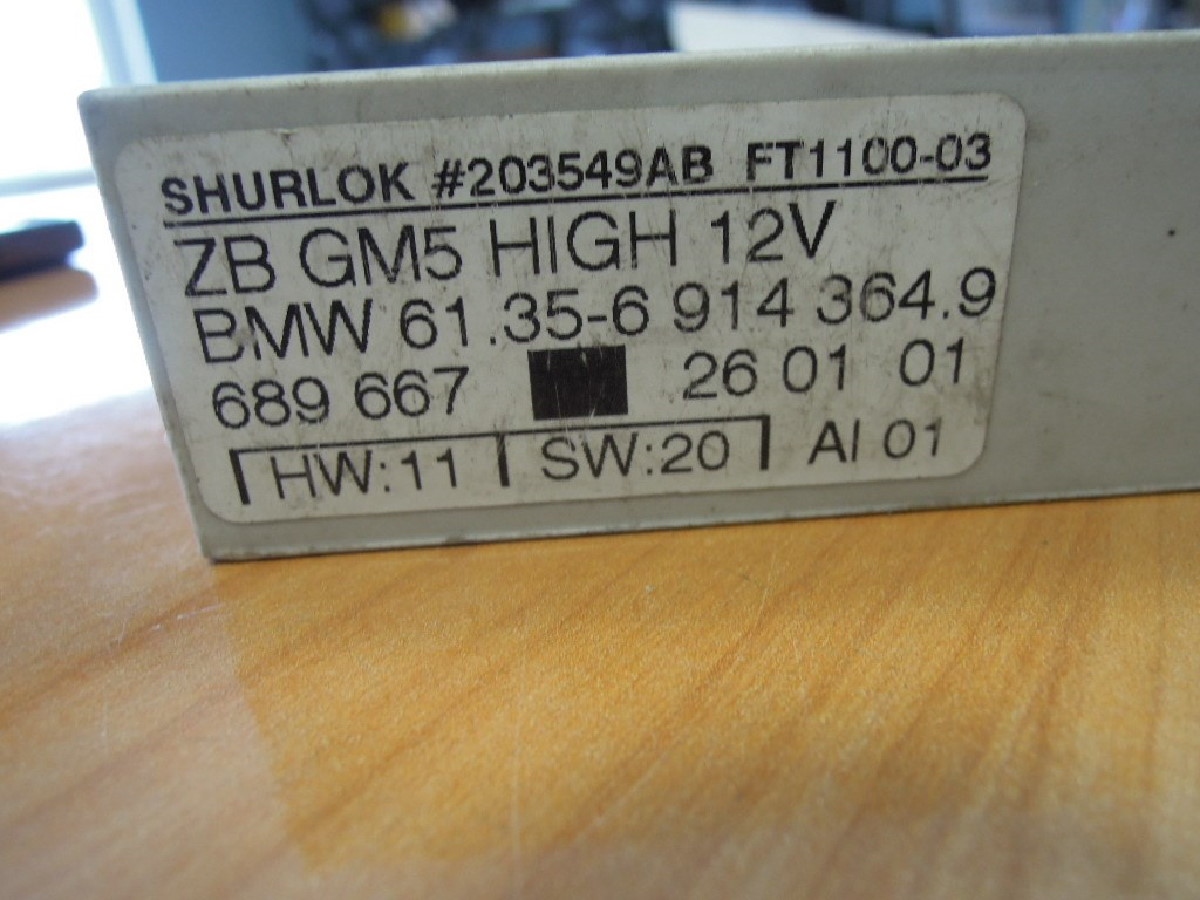 SHURLOK #203549AB FT1100-03
ZB GM5 HIGH 12V
BMW 61.35-6 914 364.9
689 667 26 01 01
HW:11 SW:20 AI 01